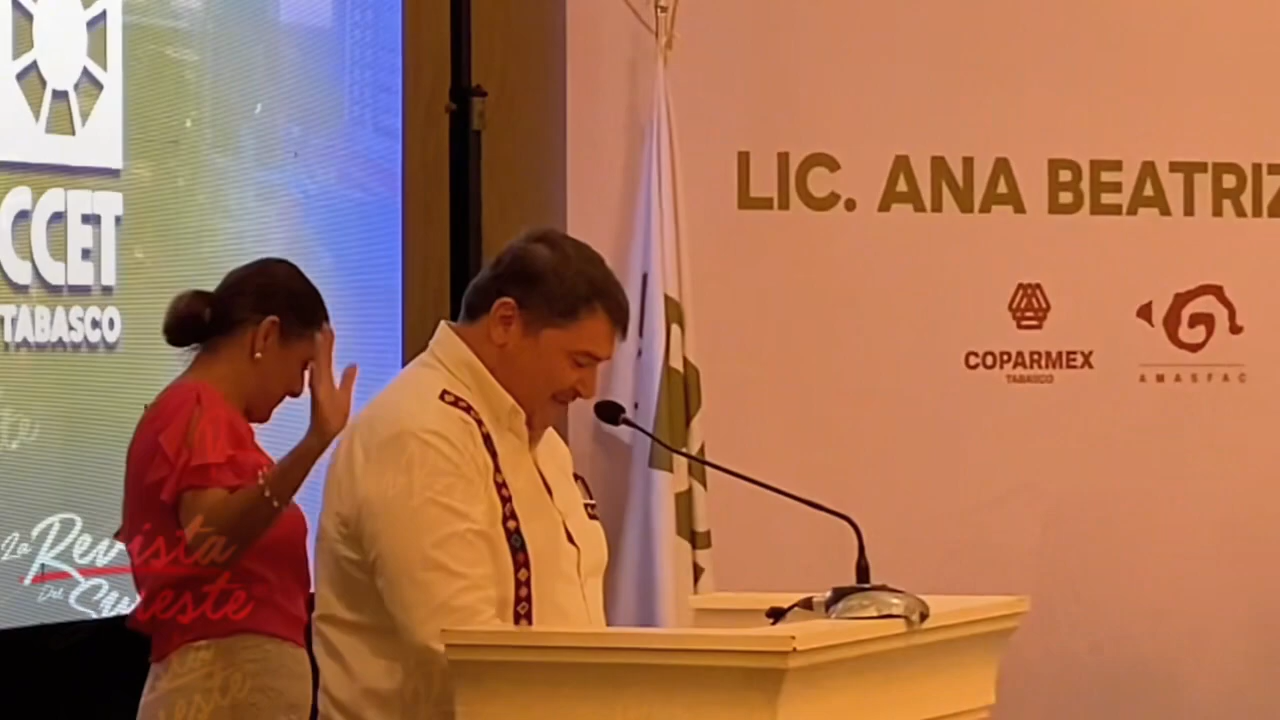 CCET
TABASCO
LIC. ANA BEATRIZ
COPARMEX
TABASCO
AMASFAC
La Revista
Del Sureste